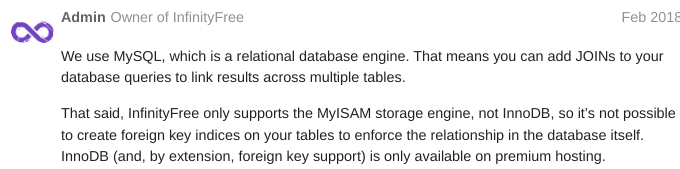 Admin Owner of InfinityFree Feb 2018
We use MySQL, which is a relational database engine. That means you can add JOINs to your
database queries to link results across multiple tables.
That said, InfinityFree only supports the MyISAM storage engine, not InnoDB, so it's not possible
to create foreign key indices on your tables to enforce the relationship in the database itself.
InnoDB (and, by extension, foreign key support) is only available on premium hosting.